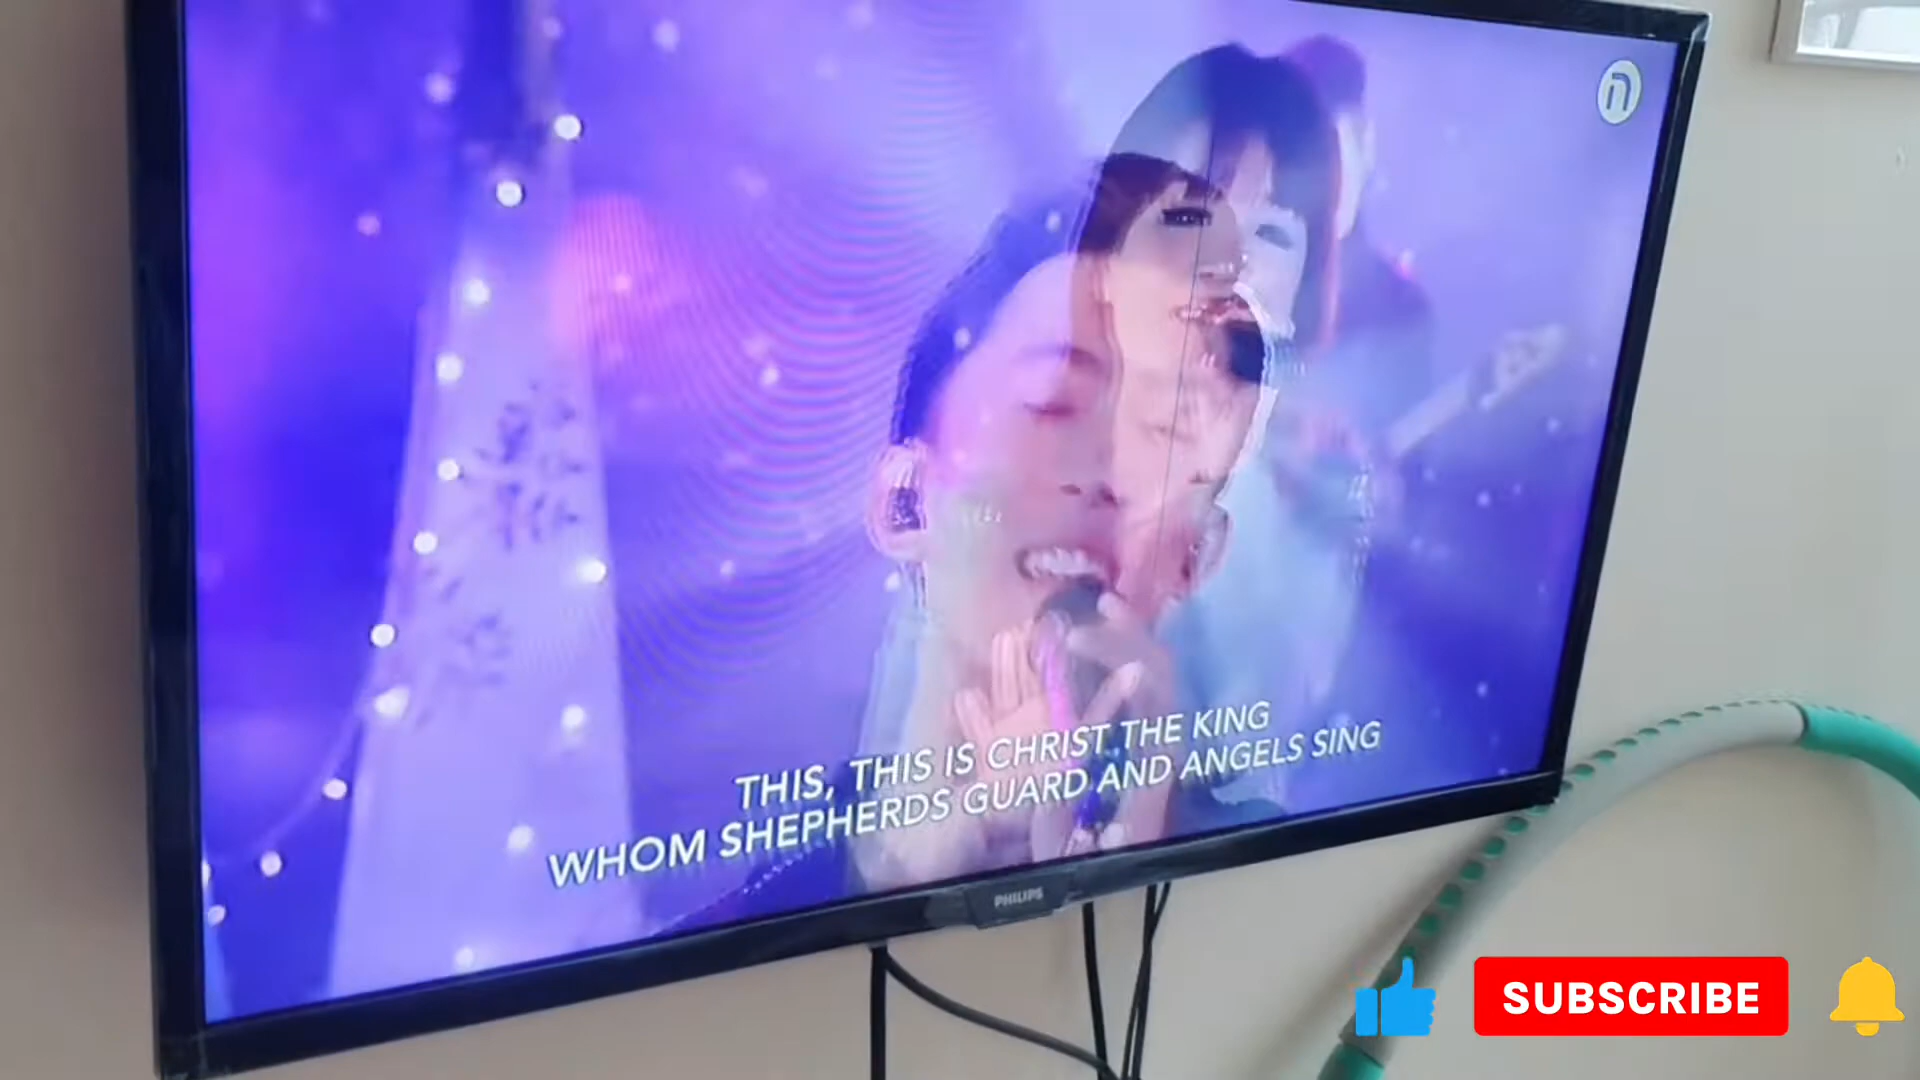 THIS, THIS IS CHRIST THE KING
WHOM SHEPHERDS GUARD AND ANGELS SING
PHILIPS
SUBSCRIBE